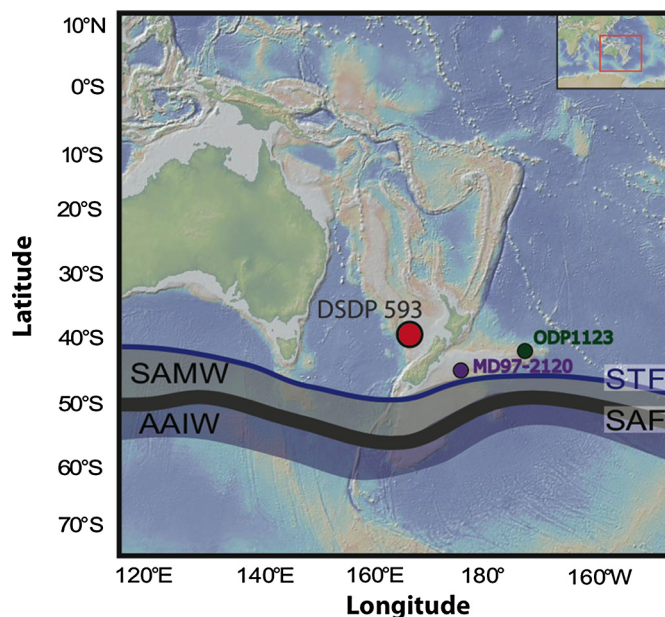 10°N
0°S
10°S
20°S
30°S
40°S
50°S
60°S
70°S
Latitude
DSDP 593
ODP1123
MD97-2120
SAMW
STF
AAIW
SAF
120°E
140°E
160°E
180°
160°W
Longitude